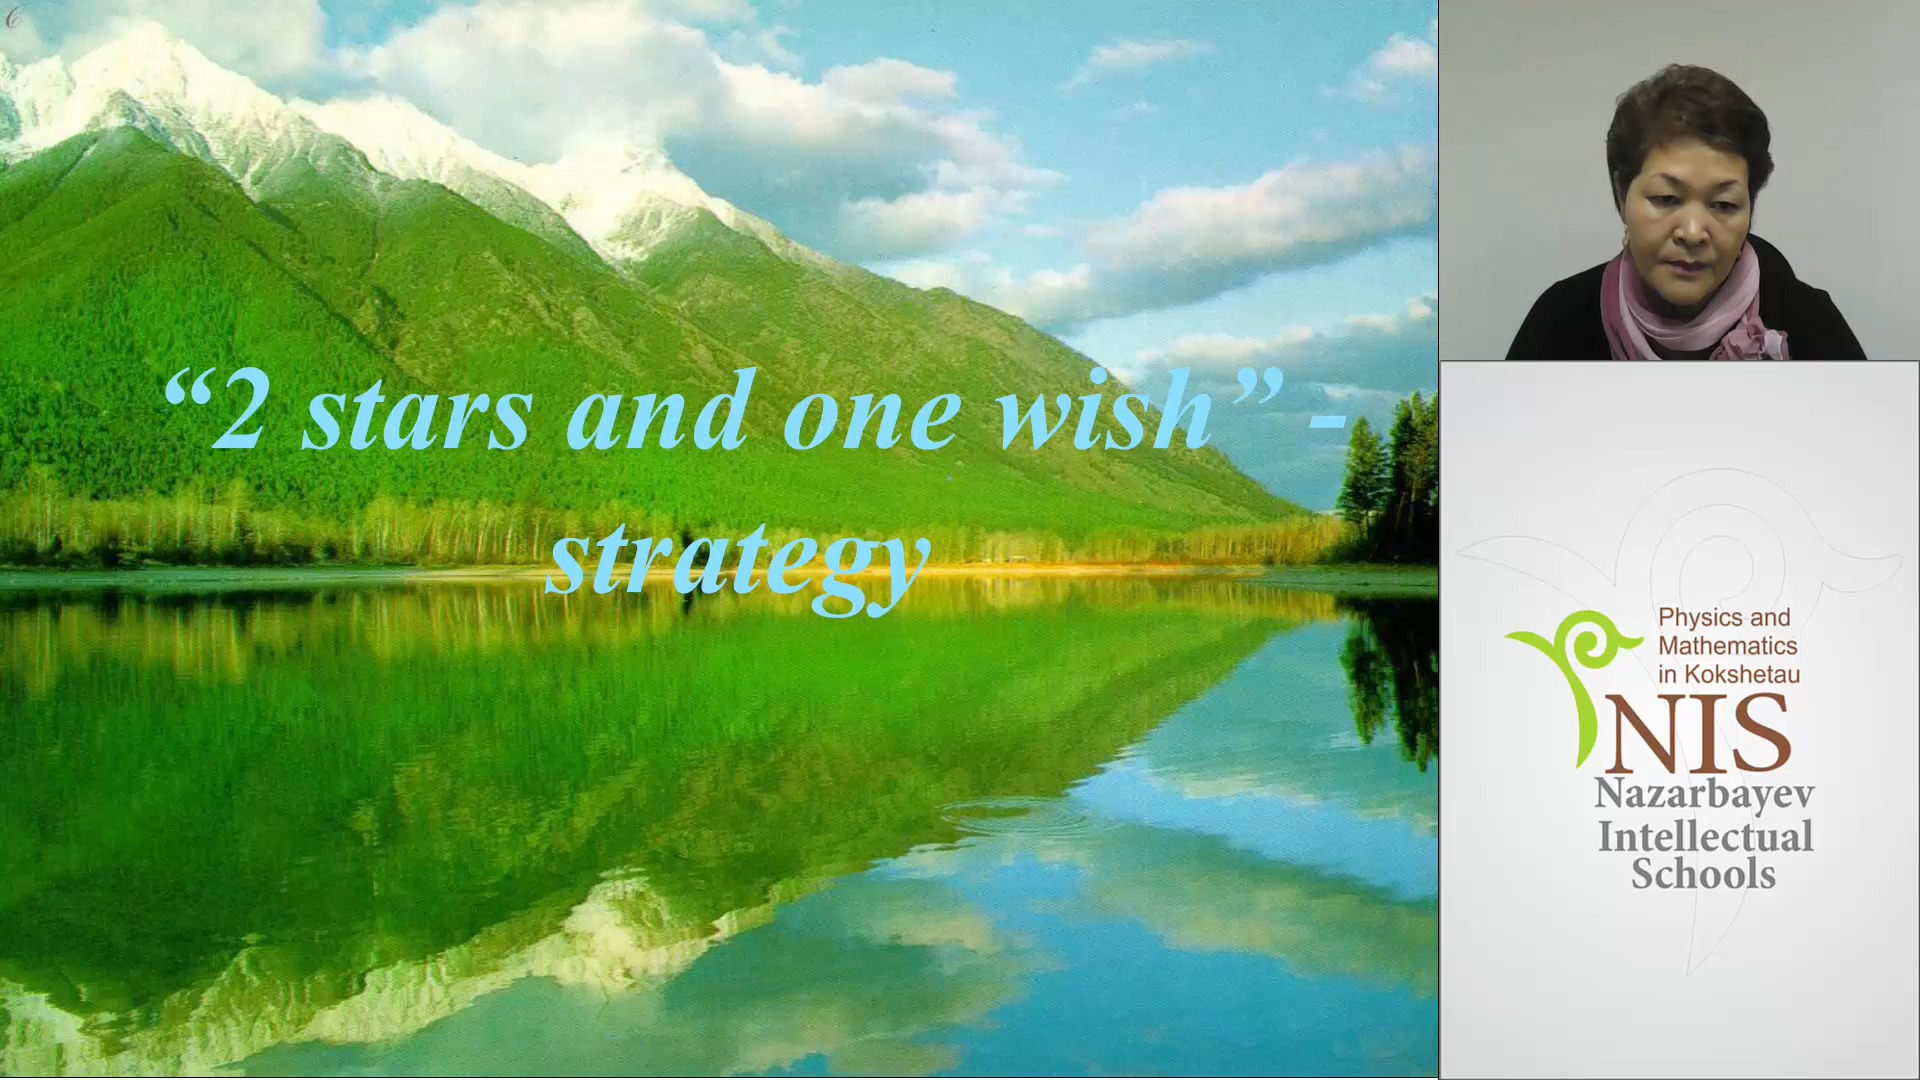 “2 stars and one wish” -
strategy
Physics and
Mathematics
in Kokshetau
NIS
Nazarbayev
Intellectual
Schools